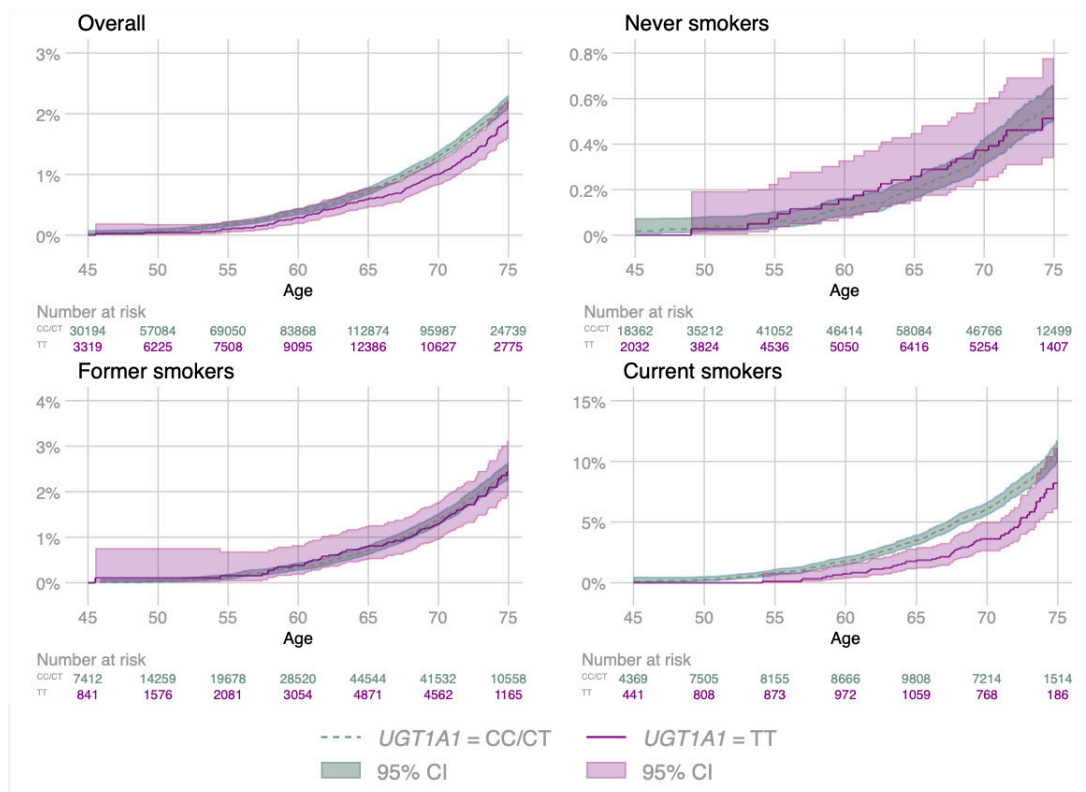 Overall
3%
2%
1%
0%
45 50 55 60 65 70 75
Age
Number at risk
CC/CT 30194 57084 69050 83868 112874 95987 24739
TT 3319 6225 7508 9095 12386 10627 2775
Never smokers
0.8%
0.6%
0.4%
0.2%
0%
45 50 55 60 65 70 75
Age
Number at risk
CC/CT 18362 35212 41052 46414 58084 46766 12499
TT 2032 3824 4536 5050 6416 5254 1407
Former smokers
4%
3%
2%
1%
0%
45 50 55 60 65 70 75
Age
Number at risk
CC/CT 7412 14259 19678 28520 44544 41532 10558
TT 841 1576 2081 3054 4871 4562 1165
Current smokers
15%
10%
5%
0%
45 50 55 60 65 70 75
Age
Number at risk
CC/CT 4369 7505 8155 8666 9808 7214 1514
TT 441 808 873 972 1059 768 186
UGT1A1 = CC/CT UGT1A1 = TT
95% CI 95% CI